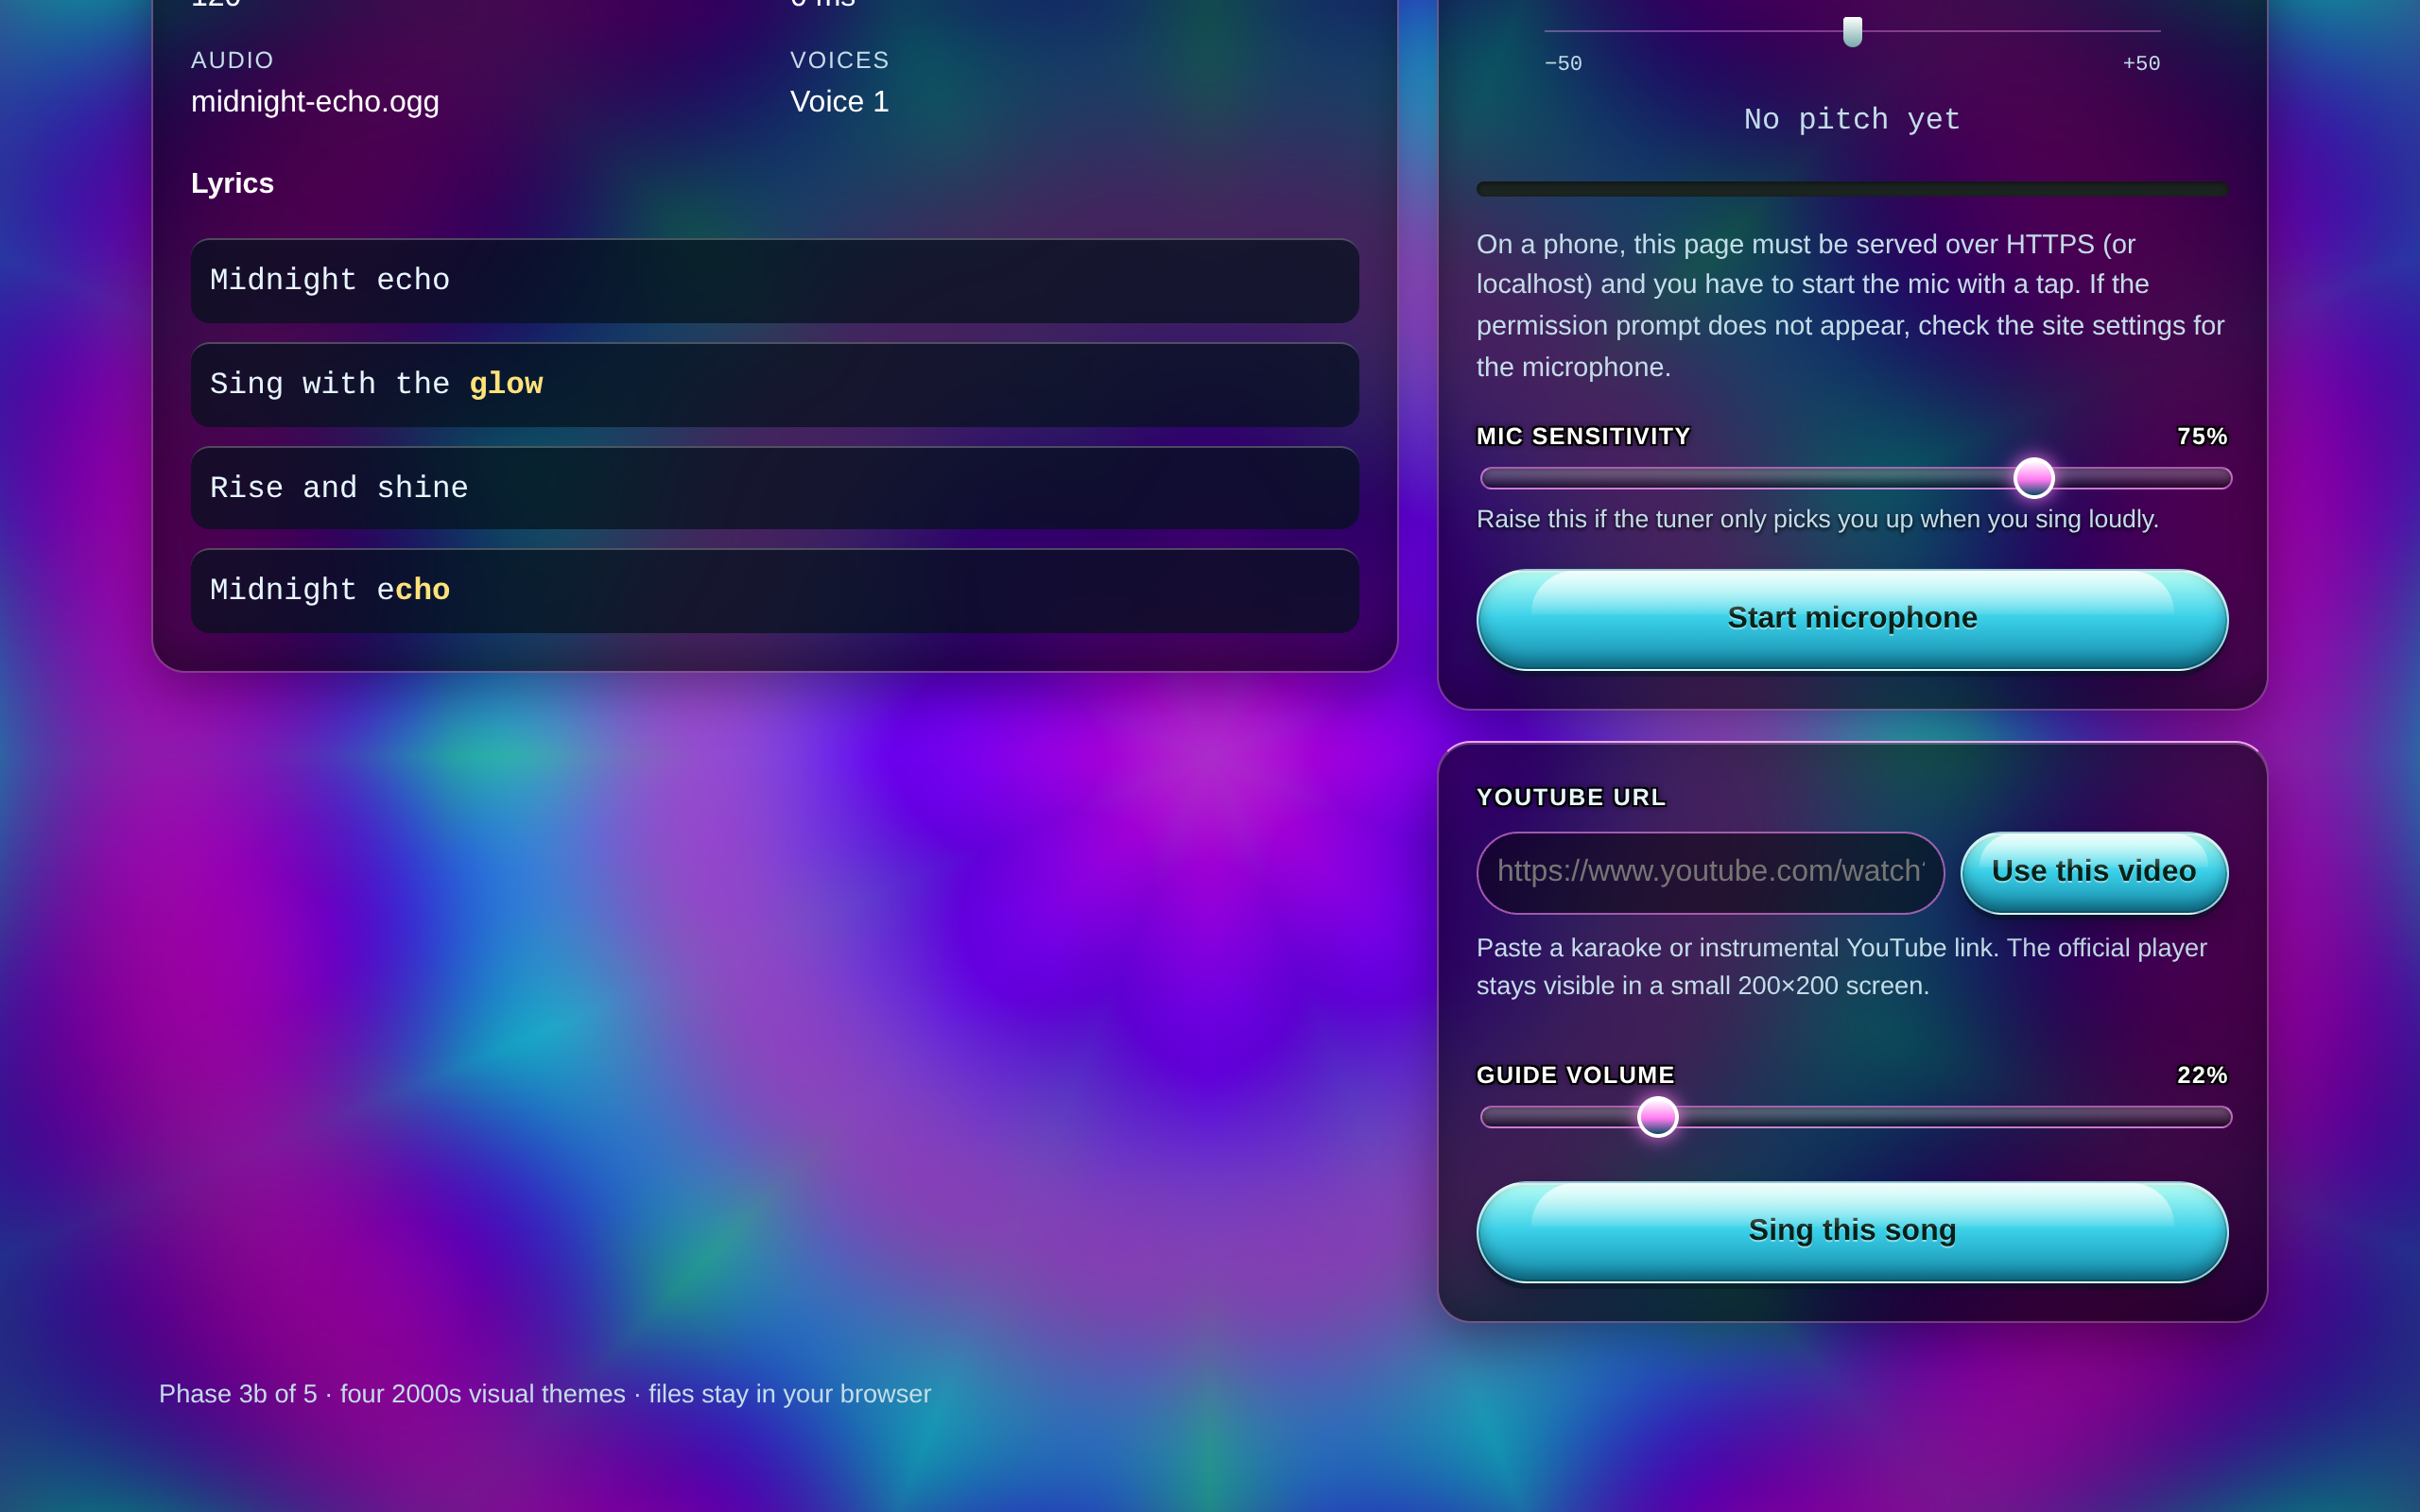 AUDIO
midnight-echo.ogg
VOICES
Voice 1
Lyrics
Midnight echo
Sing with the glow
Rise and shine
Midnight echo
−50
+50
No pitch yet
On a phone, this page must be served over HTTPS (or
localhost) and you have to start the mic with a tap. If the
permission prompt does not appear, check the site settings for
the microphone.
MIC SENSITIVITY
75%
Raise this if the tuner only picks you up when you sing loudly.
Start microphone
YOUTUBE URL
https://www.youtube.com/watch
Use this video
Paste a karaoke or instrumental YouTube link. The official player
stays visible in a small 200×200 screen.
GUIDE VOLUME
22%
Sing this song
Phase 3b of 5 · four 2000s visual themes · files stay in your browser